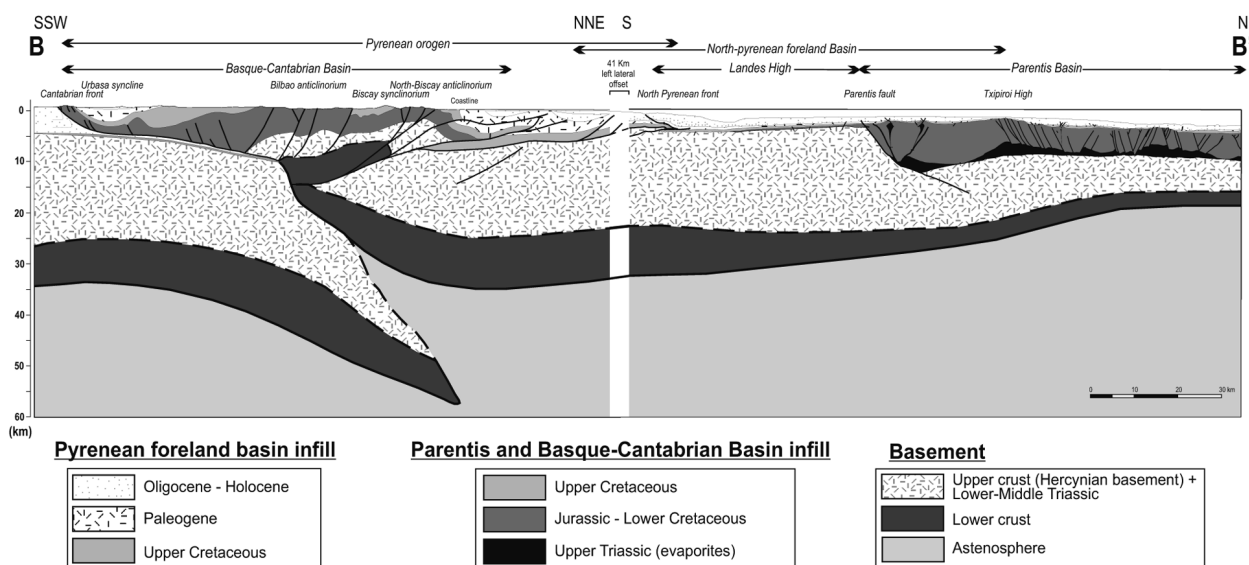 SSW NNE S N
B B'
Pyrenean orogen
North-pyrenean foreland Basin
Basque-Cantabrian Basin
41 Km
left lateral
offset
Landes High
Parentis Basin
Urbasa syncline
Bilbao anticlinorium
North-Biscay anticlinorium
Cantabrian front
Biscay synclinorium
Coastline
North Pyrenean front
Parentis fault
Txipiroi High
0
10
20
30
40
50
60
(km)
0 10 20 30 km
Pyrenean foreland basin infill
Oligocene - Holocene
Paleogene
Upper Cretaceous
Parentis and Basque-Cantabrian Basin infill
Upper Cretaceous
Jurassic - Lower Cretaceous
Upper Triassic (evaporites)
Basement
Upper crust (Hercynian basement) +
Lower-Middle Triassic
Lower crust
Astenosphere